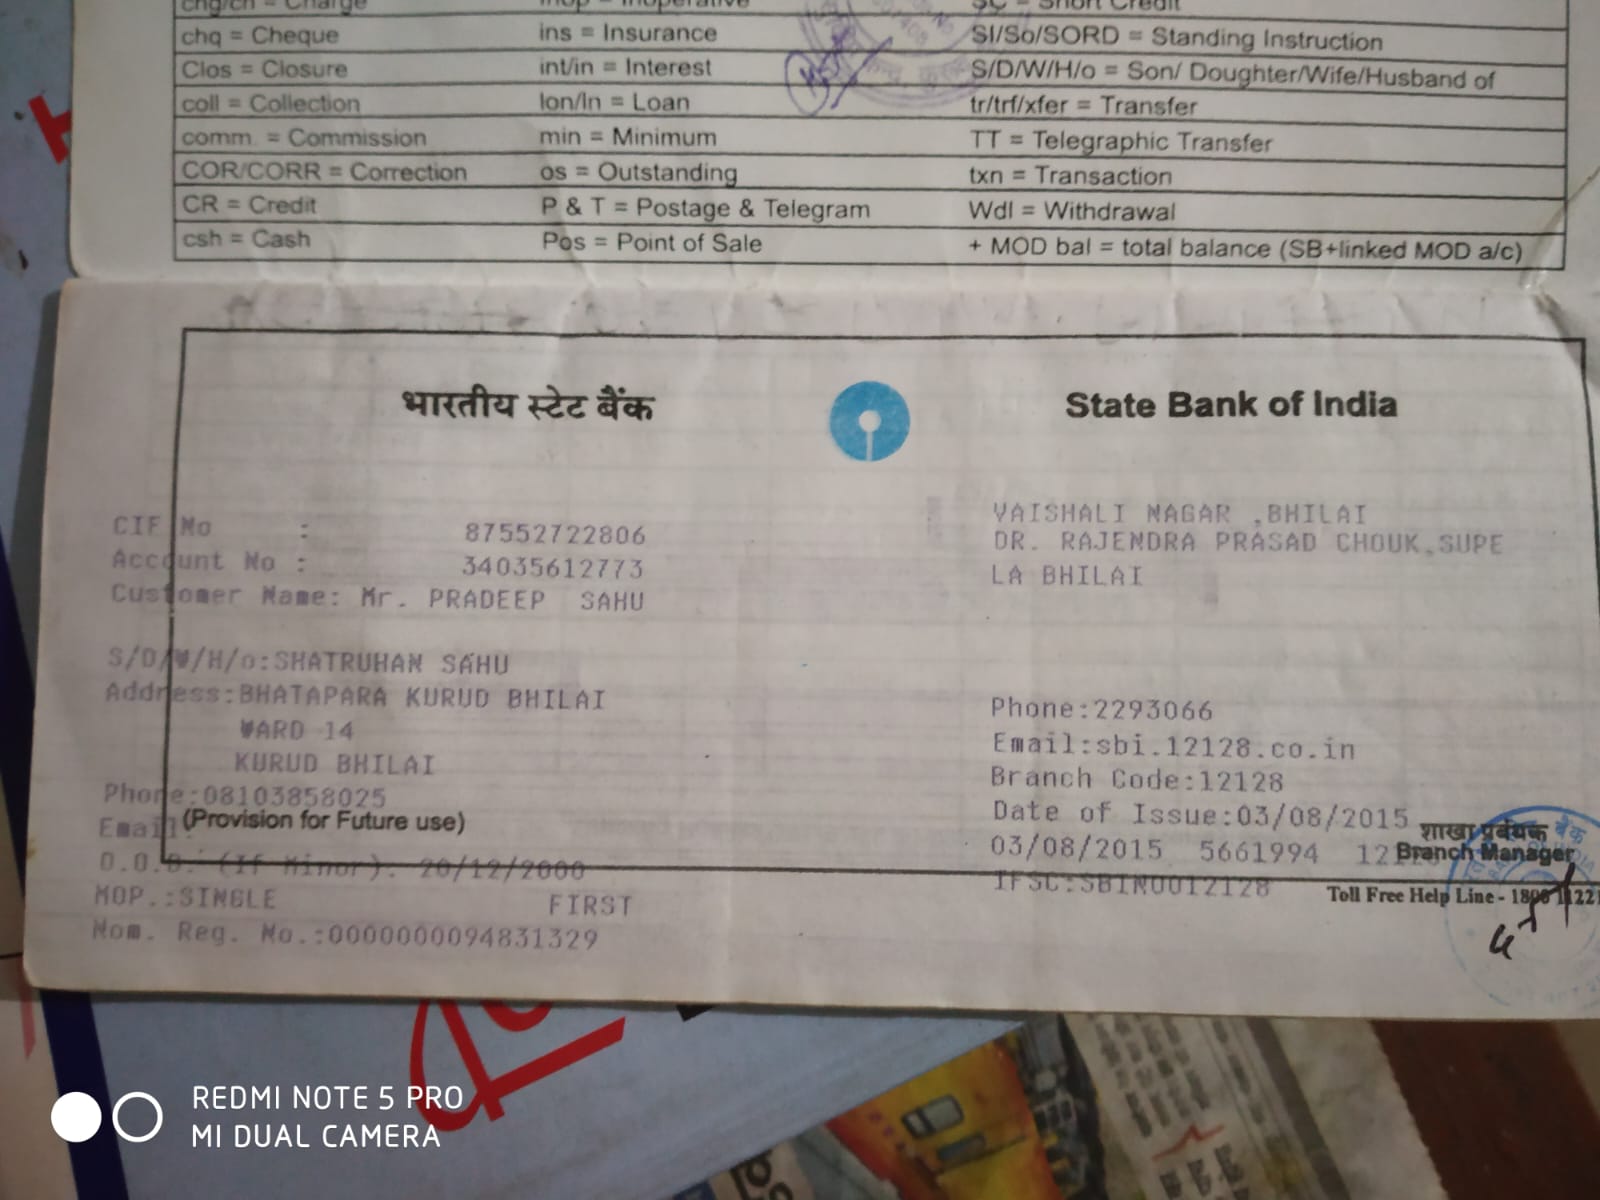 chg/ch = Charge
inop = Inoperative
SC = Short Credit
chq = Cheque
ins = Insurance
SI/So/SORD = Standing Instruction
Clos = Closure
int/in = Interest
S/D/W/H/o = Son/ Doughter/Wife/Husband of
coll = Collection
lon/ln = Loan
tr/trf/xfer = Transfer
comm. = Commission
min = Minimum
TT = Telegraphic Transfer
COR/CORR = Correction
os = Outstanding
txn = Transaction
CR = Credit
P & T = Postage & Telegram
Wdl = Withdrawal
csh = Cash
Pos = Point of Sale
+ MOD bal = total balance (SB+linked MOD a/c)
भारतीय स्टेट बैंक
State Bank of India
CIF No : 87552722806
Account No : 34035612773
Customer Name: Mr. PRADEEP SAHU
S/D/W/H/o:SHATRUHAN SAHU
Address:BHATAPARA KURUD BHILAI
WARD 14
KURUD BHILAI
Phone:08103858025
Email:
(Provision for Future use)
D.O.B. (If Minor): 20/12/2000
MOP.:SINGLE FIRST
Nom. Reg. No.:0000000094831329
VAISHALI NAGAR ,BHILAI
DR. RAJENDRA PRASAD CHOUK,SUPE
LA BHILAI
Phone:2293066
Email:sbi.12128.co.in
Branch Code:12128
Date of Issue:03/08/2015
03/08/2015 5661994
IFSC:SBIN0012128
शाखा प्रबंधक
Branch Manager
Toll Free Help Line - 1800 1122
REDMI NOTE 5 PRO
MI DUAL CAMERA